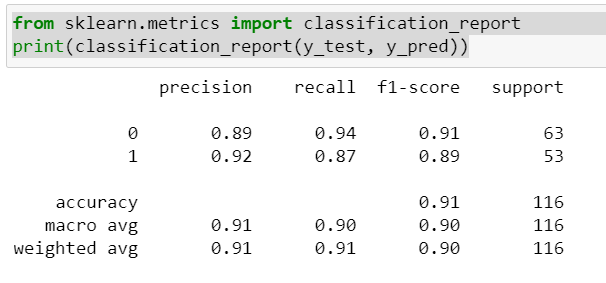 from sklearn.metrics import classification_report
print(classification_report(y_test, y_pred))
precision recall f1-score support
0 0.89 0.94 0.91 63
1 0.92 0.87 0.89 53
accuracy 0.91 116
macro avg 0.91 0.90 0.90 116
weighted avg 0.91 0.91 0.90 116